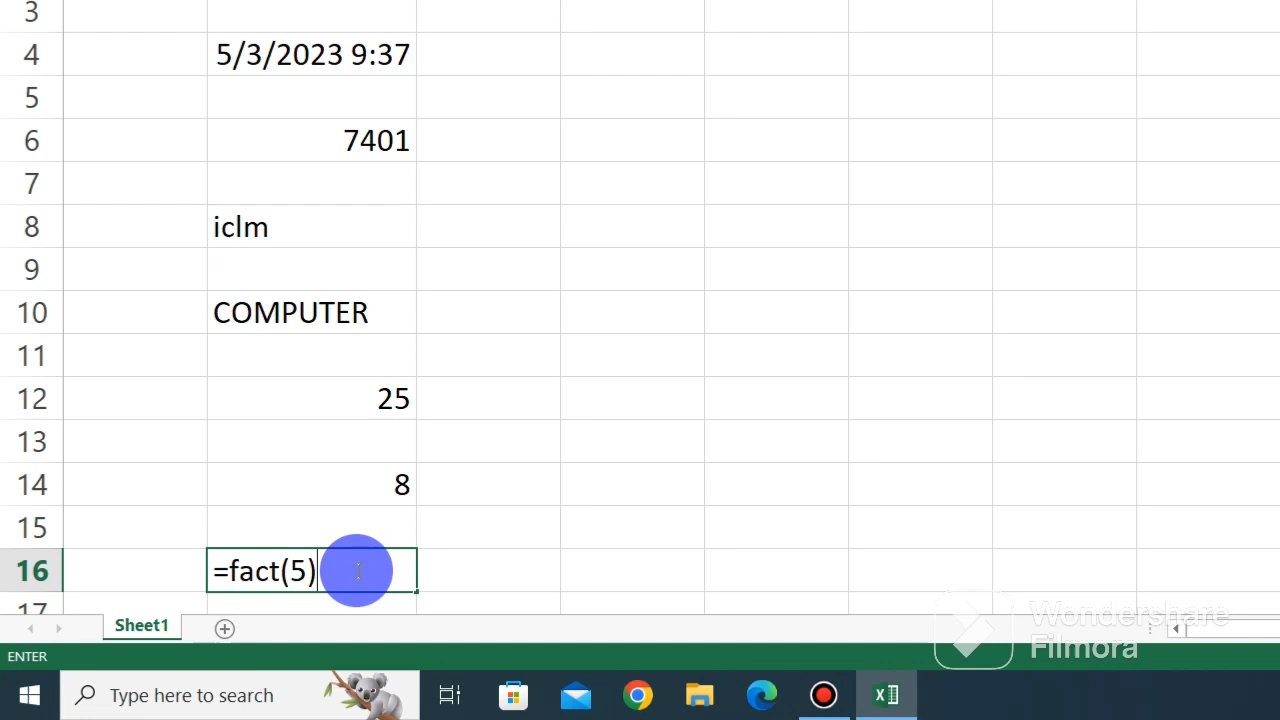 3
4 5/3/2023 9:37
5
6 7401
7
8 iclm
9
10 COMPUTER
11
12 25
13
14 8
15
16 =fact(5)
17
Sheet1
Wondershare
Filmora
ENTER
Type here to search